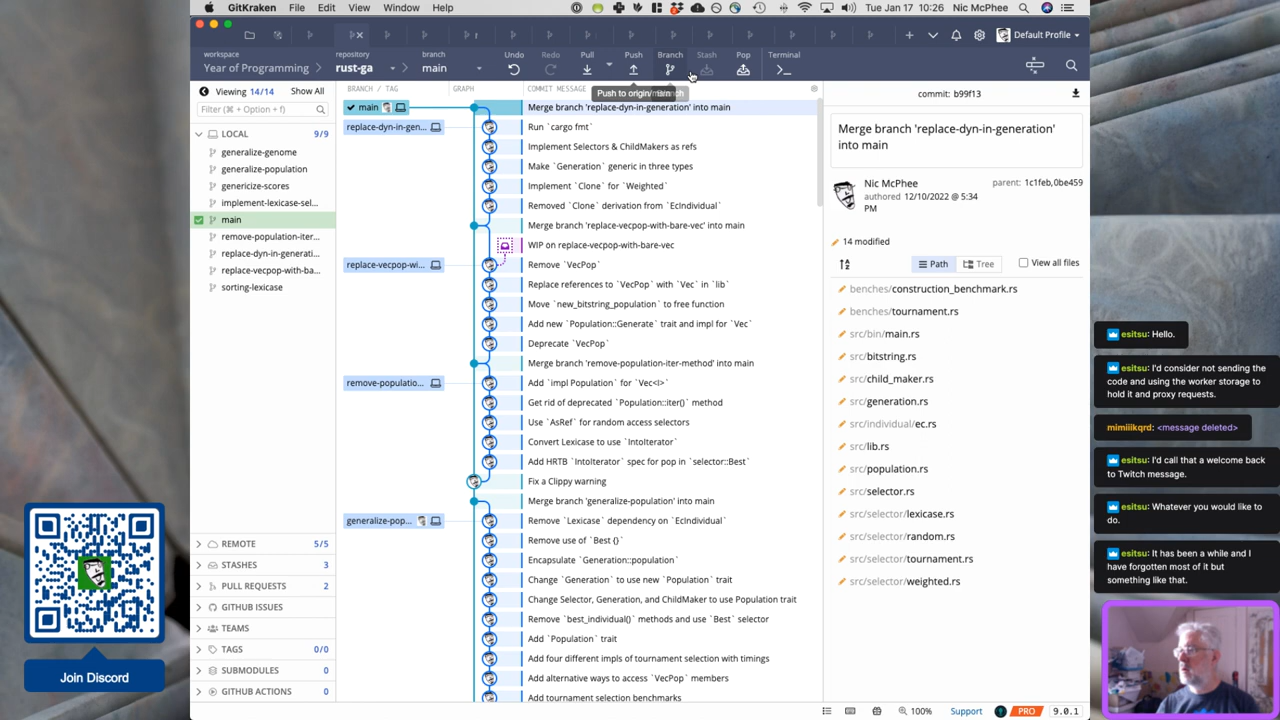 GitKraken File Edit View Window Help
Tue Jan 17 10:26 Nic McPhee
Default Profile
workspace
Year of Programming
repository
rust-ga
branch
main
Undo
Redo
Pull
Push
Branch
Stash
Pop
Terminal
Viewing 14/14 Show All
Filter (⌘ + Option + f)
LOCAL 9/9
generalize-genome
generalize-population
genericize-scores
implement-lexicase-sel...
main
remove-population-iter...
replace-dyn-in-generati...
replace-vecpop-with-ba...
sorting-lexicase
REMOTE 5/5
STASHES 3
PULL REQUESTS 2
GITHUB ISSUES
TEAMS
TAGS 0/0
SUBMODULES 0
GITHUB ACTIONS 0
BRANCH / TAG GRAPH COMMIT MESSAGE
Push to origin/main
main
Merge branch 'replace-dyn-in-generation' into main
replace-dyn-in-gen...
Run `cargo fmt`
Implement Selectors & ChildMakers as refs
Make `Generation` generic in three types
Implement `Clone` for `Weighted`
Removed `Clone` derivation from `EcIndividual`
Merge branch 'replace-vecpop-with-bare-vec' into main
WIP on replace-vecpop-with-bare-vec
replace-vecpop-wi...
Remove `VecPop`
Replace references to `VecPop` with `Vec` in `lib`
Move `new_bitstring_population` to free function
Add new `Population::Generate` trait and impl for `Vec`
Deprecate `VecPop`
Merge branch 'remove-population-iter-method' into main
remove-populatio...
Add `impl Population` for `Vec<I>`
Get rid of deprecated `Population::iter()` method
Use `AsRef` for random access selectors
Convert Lexicase to use `IntoIterator`
Add HRTB `IntoIterator` spec for pop in `selector::Best`
Fix a Clippy warning
Merge branch 'generalize-population' into main
generalize-pop...
Remove `Lexicase` dependency on `EcIndividual`
Remove use of `Best {}`
Encapsulate `Generation::population`
Change `Generation` to use new `Population` trait
Change Selector, Generation, and ChildMaker to use Population trait
Remove `best_individual()` methods and use `Best` selector
Add `Population` trait
Add four different impls of tournament selection with timings
Add alternative ways to access `VecPop` members
Add tournament selection benchmarks
commit: b99f13
Merge branch 'replace-dyn-in-generation'
into main
Nic McPhee
authored 12/10/2022 @ 5:34
PM
parent: 1c1feb,0be459
14 modified
Path Tree View all files
benches/construction_benchmark.rs
benches/tournament.rs
src/bin/main.rs
src/bitstring.rs
src/child_maker.rs
src/generation.rs
src/individual/ec.rs
src/lib.rs
src/population.rs
src/selector.rs
src/selector/lexicase.rs
src/selector/random.rs
src/selector/tournament.rs
src/selector/weighted.rs
100% Support PRO 9.0.1
esitsu: Hello.
esitsu: I'd consider not sending the
code and using the worker storage to
hold it and proxy requests.
mimiiikqrd: <message deleted>
esitsu: I'd call that a welcome back
to Twitch message.
esitsu: Whatever you would like to
do.
esitsu: It has been a while and I
have forgotten most of it but
something like that.
Join Discord